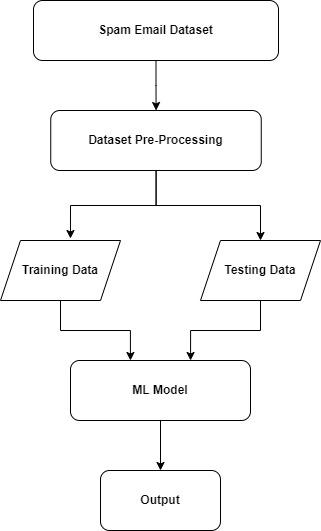 Spam Email Dataset
Dataset Pre-Processing
Training Data
Testing Data
ML Model
Output